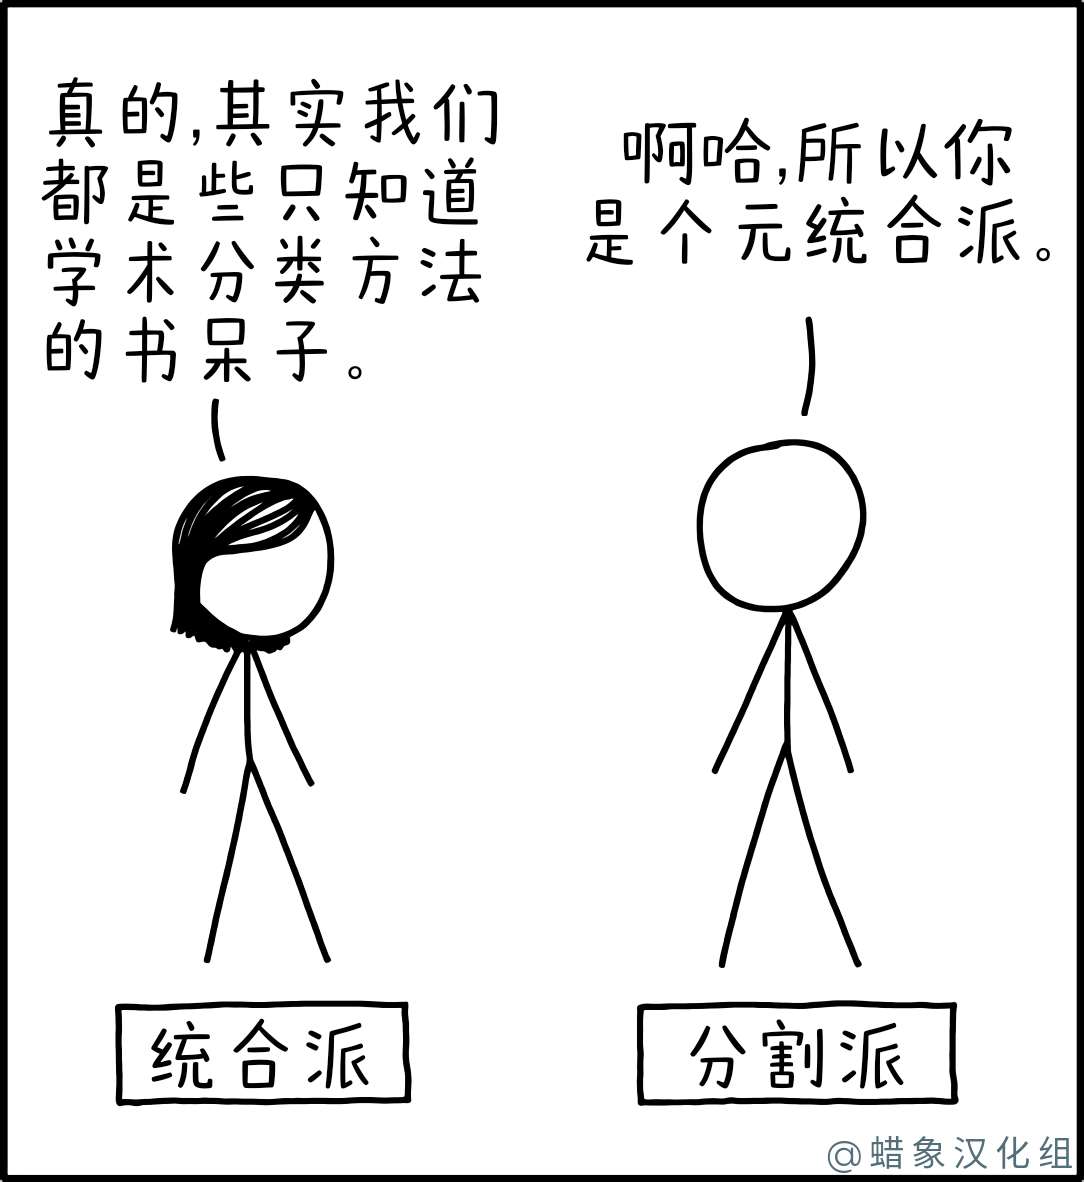 真的,其实我们
都是些只知道
学术分类方法
的书呆子。
啊哈,所以你
是个元统合派。
统合派
分割派
@蜡象汉化组